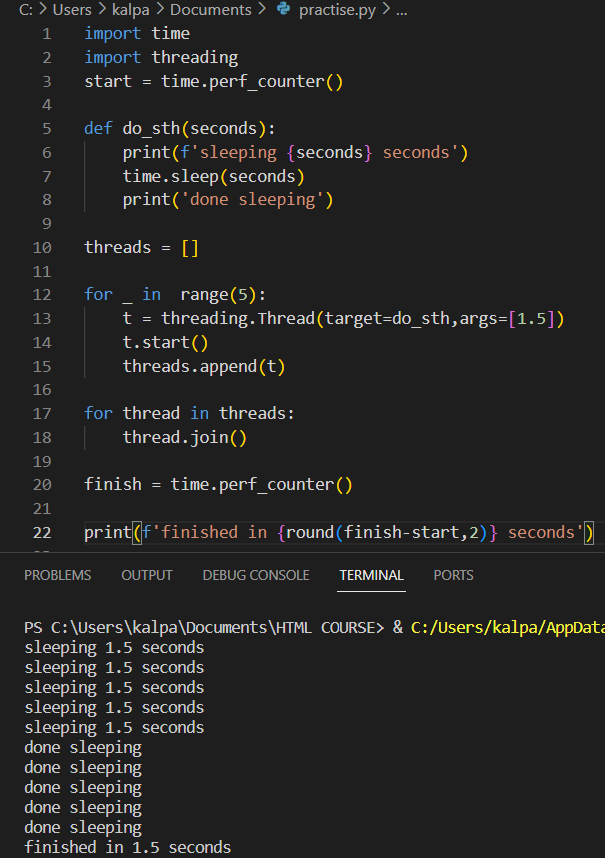 C: > Users > kalpa > Documents > practise.py > ...
1 import time
2 import threading
3 start = time.perf_counter()
4
5 def do_sth(seconds):
6     print(f'sleeping {seconds} seconds')
7     time.sleep(seconds)
8     print('done sleeping')
9
10 threads = []
11
12 for _ in  range(5):
13     t = threading.Thread(target=do_sth,args=[1.5])
14     t.start()
15     threads.append(t)
16
17 for thread in threads:
18     thread.join()
19
20 finish = time.perf_counter()
21
22 print(f'finished in {round(finish-start,2)} seconds')
PROBLEMS OUTPUT DEBUG CONSOLE TERMINAL PORTS
PS C:\Users\kalpa\Documents\HTML COURSE> & C:/Users/kalpa/AppData
sleeping 1.5 seconds
sleeping 1.5 seconds
sleeping 1.5 seconds
sleeping 1.5 seconds
sleeping 1.5 seconds
done sleeping
done sleeping
done sleeping
done sleeping
done sleeping
finished in 1.5 seconds